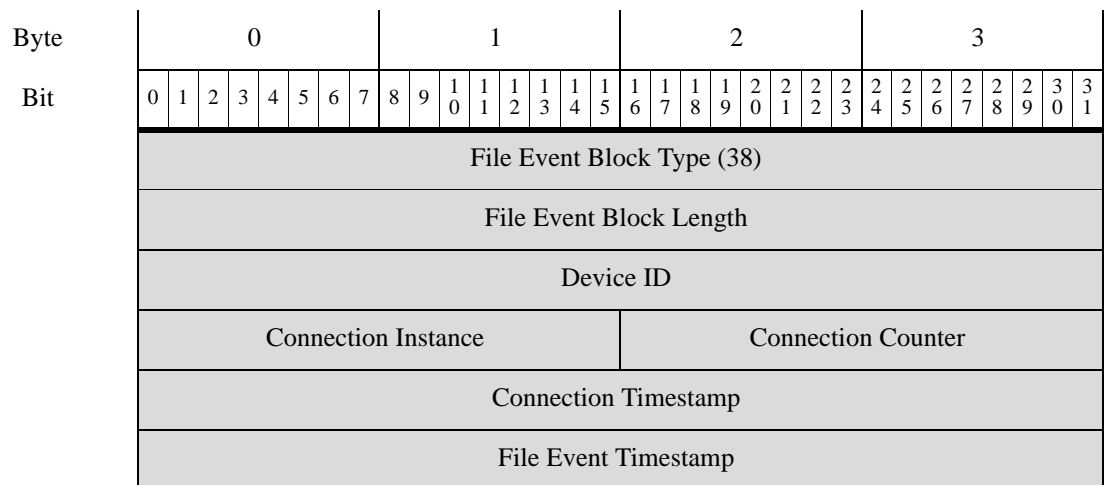 Byte 0 1 2 3
Bit 0 1 2 3 4 5 6 7 8 9 10 11 12 13 14 15 16 17 18 19 20 21 22 23 24 25 26 27 28 29 30 31
File Event Block Type (38)
File Event Block Length
Device ID
Connection Instance Connection Counter
Connection Timestamp
File Event Timestamp